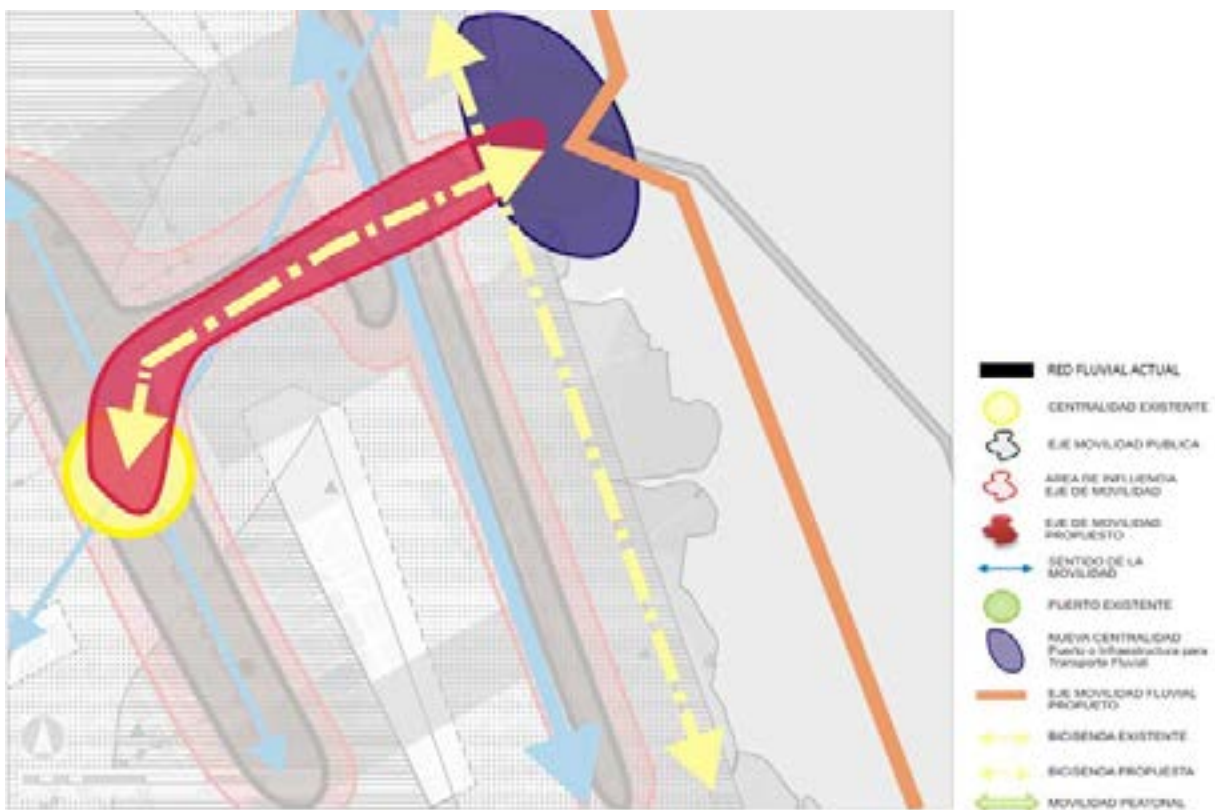 RED FLUVIAL ACTUAL
CENTRALIDAD EXISTENTE
EJE MOVILIDAD PUBLICA
AREA DE INFLUENCIA
EJE DE MOVILIDAD
EJE DE MOVILIDAD
PROPUESTO
SENTIDO DE LA
MOVILIDAD
PUERTO EXISTENTE
NUEVA CENTRALIDAD
Puerto e Infraestructura para
Transporte Fluvial
EJE MOVILIDAD FLUVIAL
PROPUETO
BICISENDA EXISTENTE
BICISENDA PROPUESTA
MOVILIDAD PEATONAL